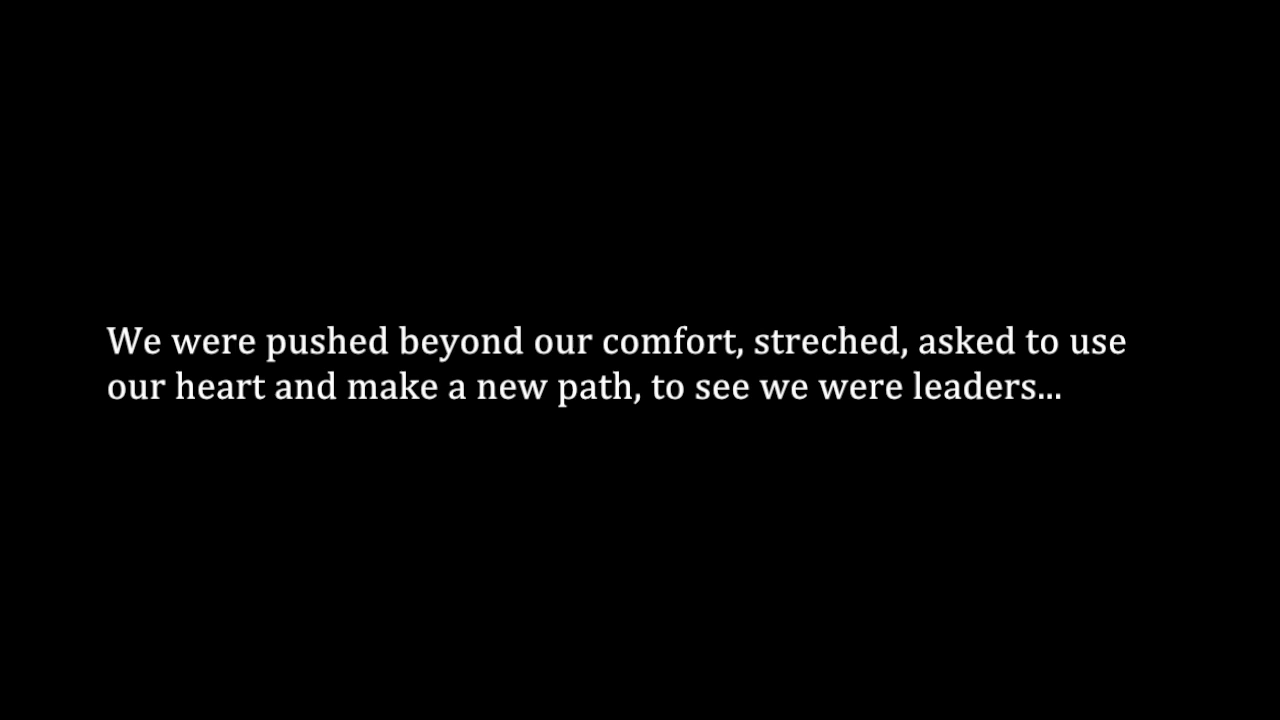 We were pushed beyond our comfort, streched, asked to use
our heart and make a new path, to see we were leaders...